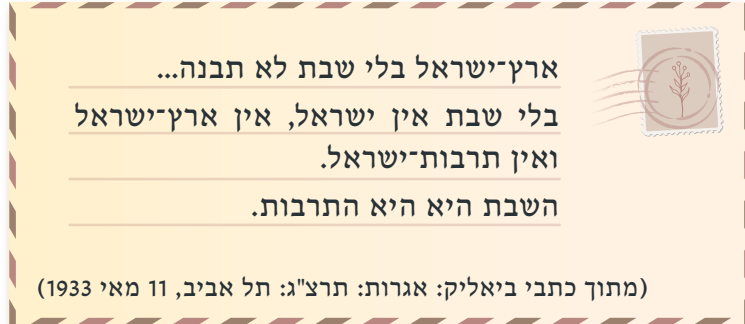 ארץ־ישראל בלי שבת לא תבנה...
בלי שבת אין ישראל, אין ארץ־ישראל
ואין תרבות־ישראל.
השבת היא היא התרבות.
(מתוך כתבי ביאליק: אגרות: תרצ"ג: תל אביב, 11 מאי 1933)